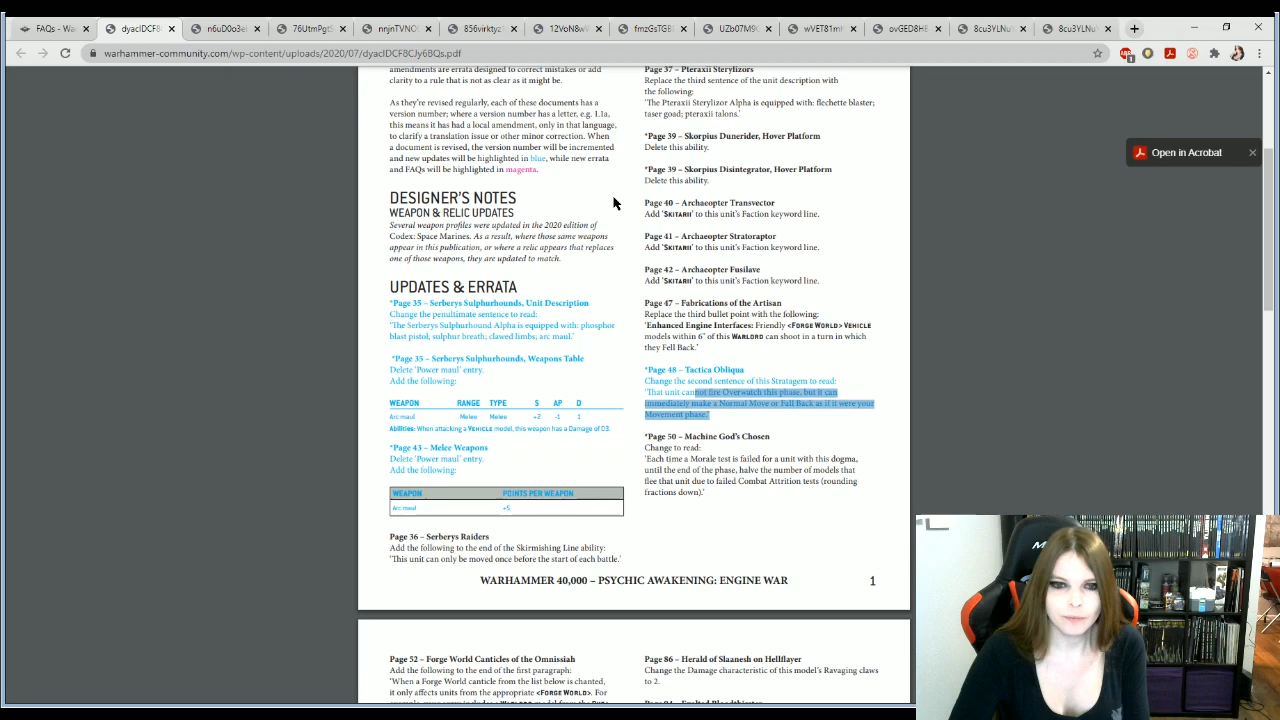 FAQs - Wa
dyacIDCF8
n6uD0o3el
76UtmPgtS
nnjnTVNC
856virktyz
12VoN8w
fmzGsTGB
UZb07M9
wVET81ml
ovGED8HE
8cu3YLNu
8cu3YLNu
warhammer-community.com/wp-content/uploads/2020/07/dyacIDCF8CJy6BQs.pdf
Open in Acrobat
amendments are errata designed to correct mistakes or add
clarity to a rule that is not as clear as it might be.
As they're revised regularly, each of these documents has a
version number; where a version number has a letter, e.g. 1.1a,
this means it has had a local amendment, only in that language,
to clarify a translation issue or other minor correction. When
a document is revised, the version number will be incremented
and new updates will be highlighted in blue, while new errata
and FAQs will be highlighted in magenta.
DESIGNER'S NOTES
WEAPON & RELIC UPDATES
Several weapon profiles were updated in the 2020 edition of
Codex: Space Marines. As a result, where those same weapons
appear in this publication, or where a relic appears that replaces
one of those weapons, they are updated to match.
UPDATES & ERRATA
*Page 35 – Serberys Sulphurhounds, Unit Description
Change the penultimate sentence to read:
'The Serberys Sulphurhound Alpha is equipped with: phosphor
blast pistol; sulphur breath; clawed limbs; arc maul.'
*Page 35 – Serberys Sulphurhounds, Weapons Table
Delete 'Power maul' entry.
Add the following:
WEAPON RANGE TYPE S AP D
Arc maul Melee Melee +2 -1 1
Abilities: When attacking a VEHICLE model, this weapon has a Damage of D3.
*Page 43 – Melee Weapons
Delete 'Power maul' entry.
Add the following:
WEAPON POINTS PER WEAPON
Arc maul +5
Page 36 – Serberys Raiders
Add the following to the end of the Skirmishing Line ability:
'This unit can only be moved once before the start of each battle.'
Page 37 – Pteraxii Sterylizors
Replace the third sentence of the unit description with
the following:
'The Pteraxii Sterylizor Alpha is equipped with: flechette blaster;
taser goad; pteraxii talons.'
*Page 39 – Skorpius Dunerider, Hover Platform
Delete this ability.
*Page 39 – Skorpius Disintegrator, Hover Platform
Delete this ability.
Page 40 – Archaeopter Transvector
Add 'SKITARII' to this unit's Faction keyword line.
Page 41 – Archaeopter Stratoraptor
Add 'SKITARII' to this unit's Faction keyword line.
Page 42 – Archaeopter Fusilave
Add 'SKITARII' to this unit's Faction keyword line.
Page 47 – Fabrications of the Artisan
Replace the third bullet point with the following:
'Enhanced Engine Interfaces: Friendly <FORGE WORLD> VEHICLE
models within 6" of this WARLORD can shoot in a turn in which
they Fell Back.'
*Page 48 – Tactica Obliqua
Change the second sentence of this Stratagem to read:
'That unit cannot fire Overwatch this phase, but it can
immediately make a Normal Move or Fall Back as if it were your
Movement phase.'
*Page 50 – Machine God's Chosen
Change to read:
'Each time a Morale test is failed for a unit with this dogma,
until the end of the phase, halve the number of models that
flee that unit due to failed Combat Attrition tests (rounding
fractions down).'
WARHAMMER 40,000 – PSYCHIC AWAKENING: ENGINE WAR 1
Page 52 – Forge World Canticles of the Omnissiah
Add the following to the end of the first paragraph:
'When a Forge World canticle from the list below is chanted,
it only affects units from the appropriate <FORGE WORLD>. For
Page 86 – Herald of Slaanesh on Hellflayer
Change the Damage characteristic of this model's Ravaging claws
to 2.